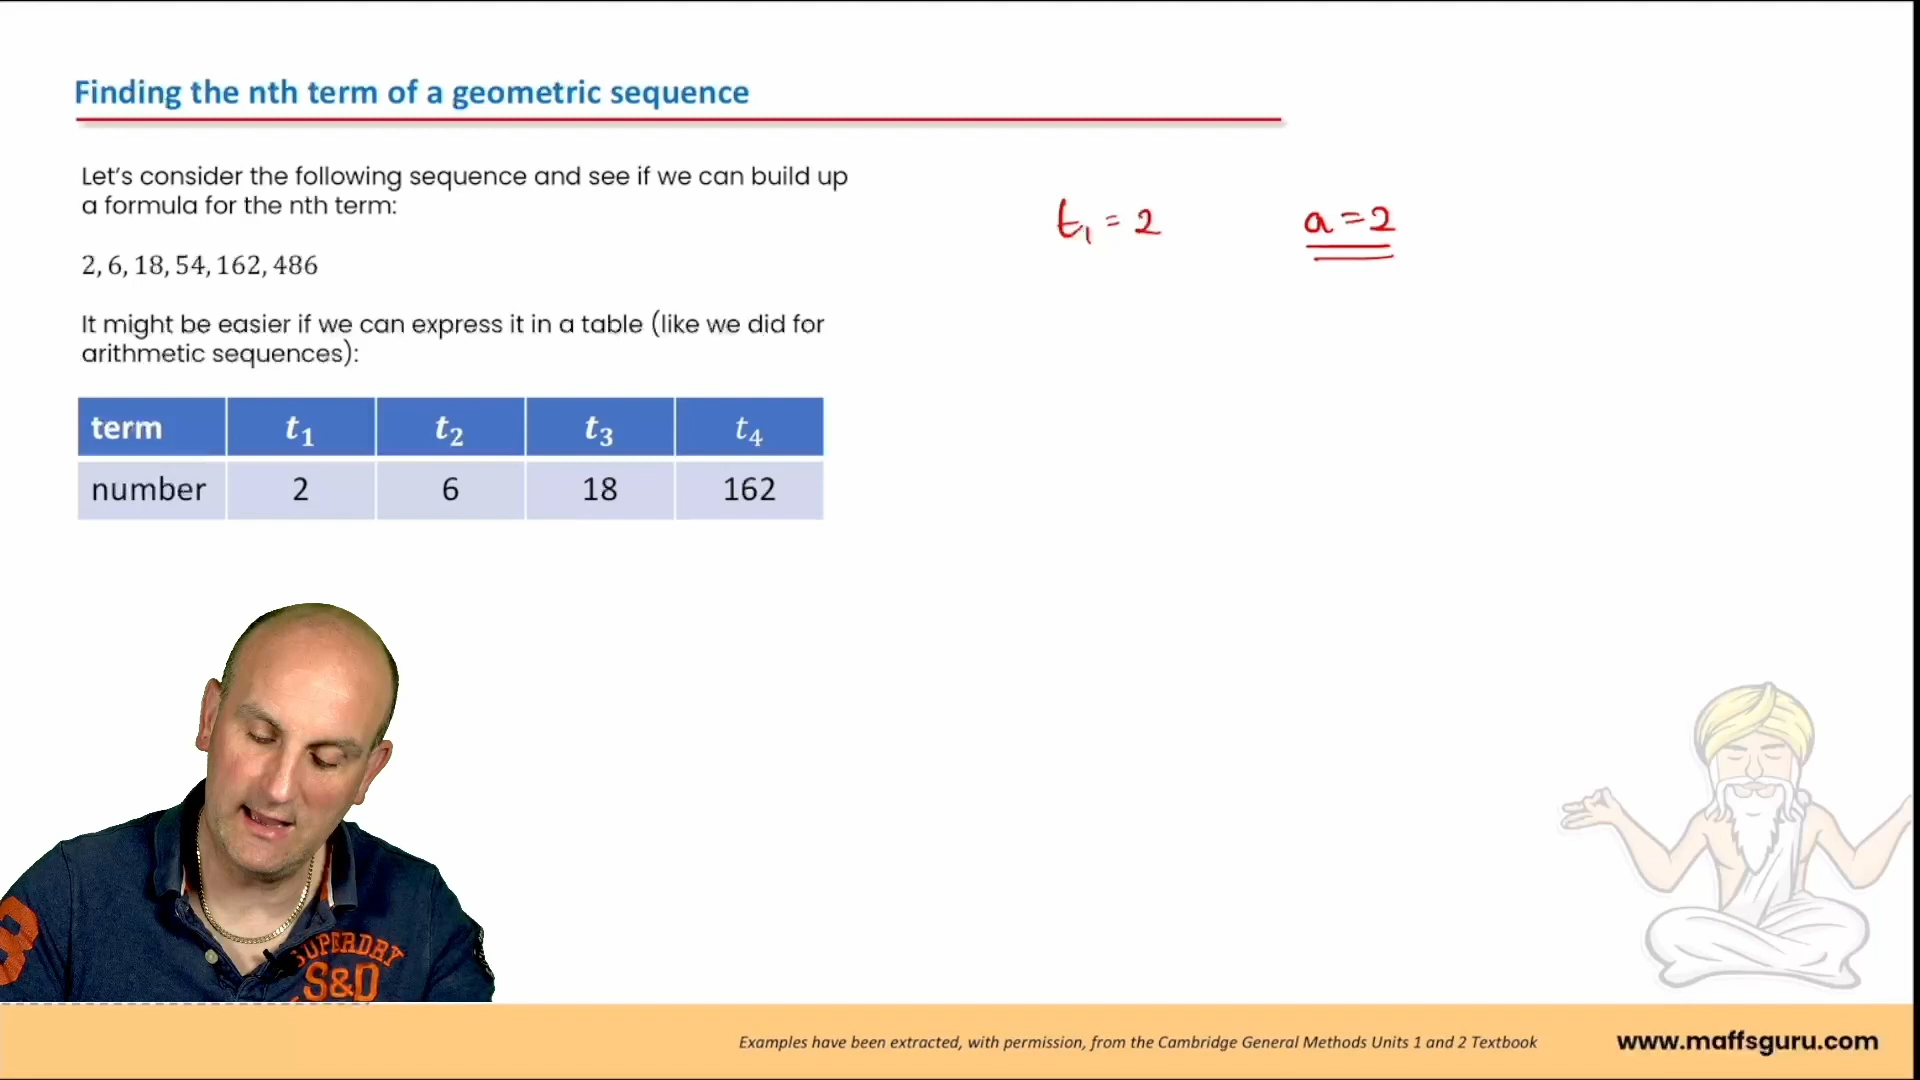 Finding the nth term of a geometric sequence
Let's consider the following sequence and see if we can build up
a formula for the nth term:
2, 6, 18, 54, 162, 486
It might be easier if we can express it in a table (like we did for
arithmetic sequences):
term t₁ t₂ t₃ t₄
number 2 6 18 162
t₁ = 2 a = 2
SUPERDRY
S&D
3
Examples have been extracted, with permission, from the Cambridge General Methods Units 1 and 2 Textbook
www.maffsguru.com